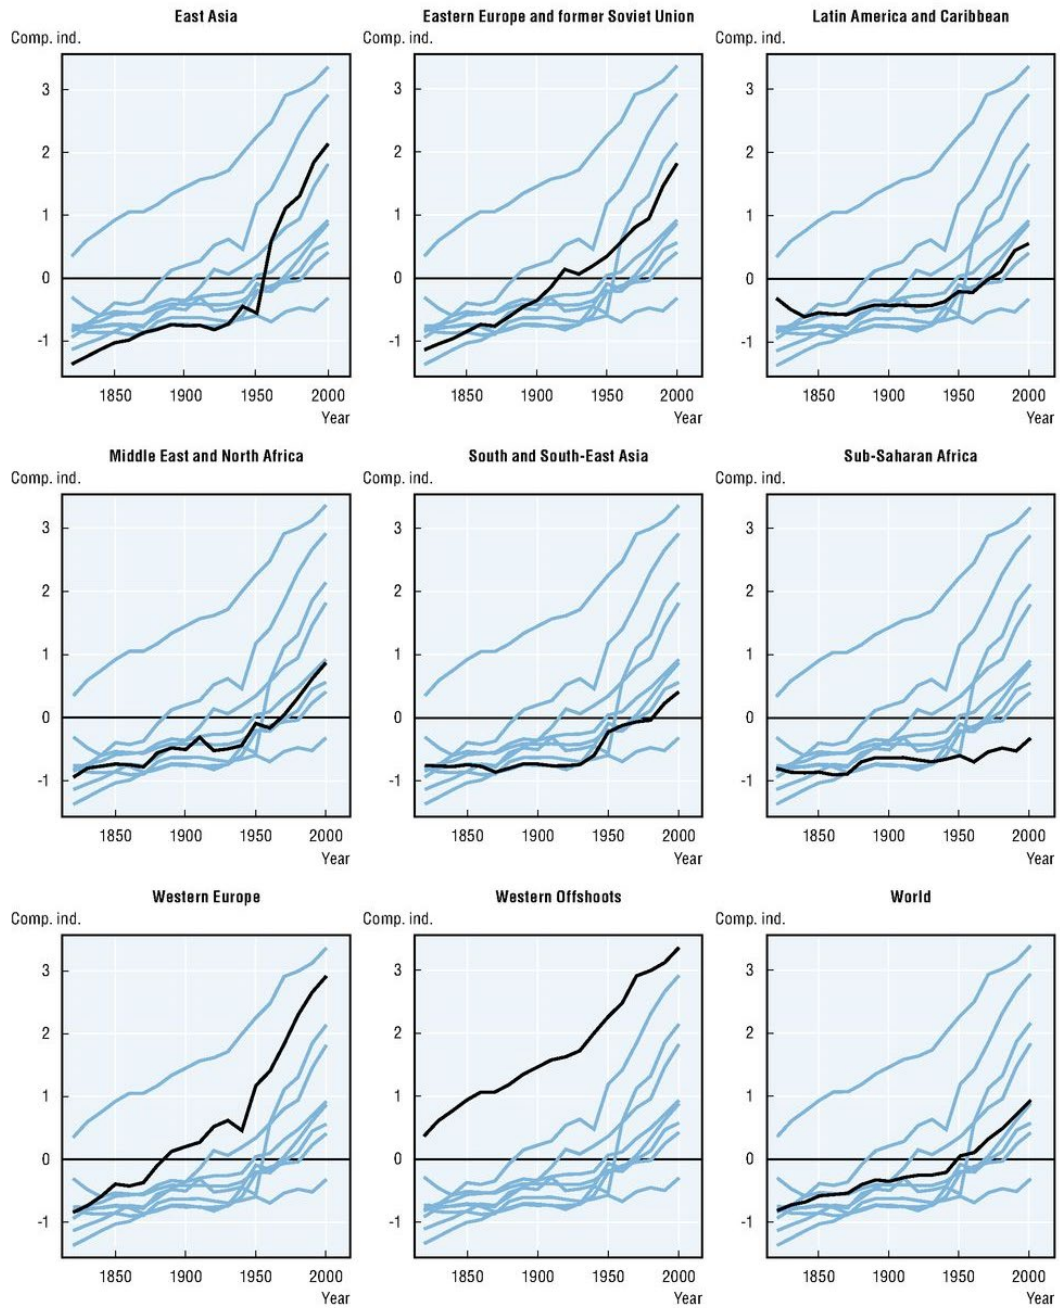 East Asia
Eastern Europe and former Soviet Union
Latin America and Caribbean
Comp. ind.
Comp. ind.
Comp. ind.
3
3
3
2
2
2
1
1
1
0
0
0
-1
-1
-1
1850 1900 1950 2000
1850 1900 1950 2000
1850 1900 1950 2000
Year
Year
Year
Middle East and North Africa
South and South-East Asia
Sub-Saharan Africa
Comp. ind.
Comp. ind.
Comp. ind.
3
3
3
2
2
2
1
1
1
0
0
0
-1
-1
-1
1850 1900 1950 2000
1850 1900 1950 2000
1850 1900 1950 2000
Year
Year
Year
Western Europe
Western Offshoots
World
Comp. ind.
Comp. ind.
Comp. ind.
3
3
3
2
2
2
1
1
1
0
0
0
-1
-1
-1
1850 1900 1950 2000
1850 1900 1950 2000
1850 1900 1950 2000
Year
Year
Year